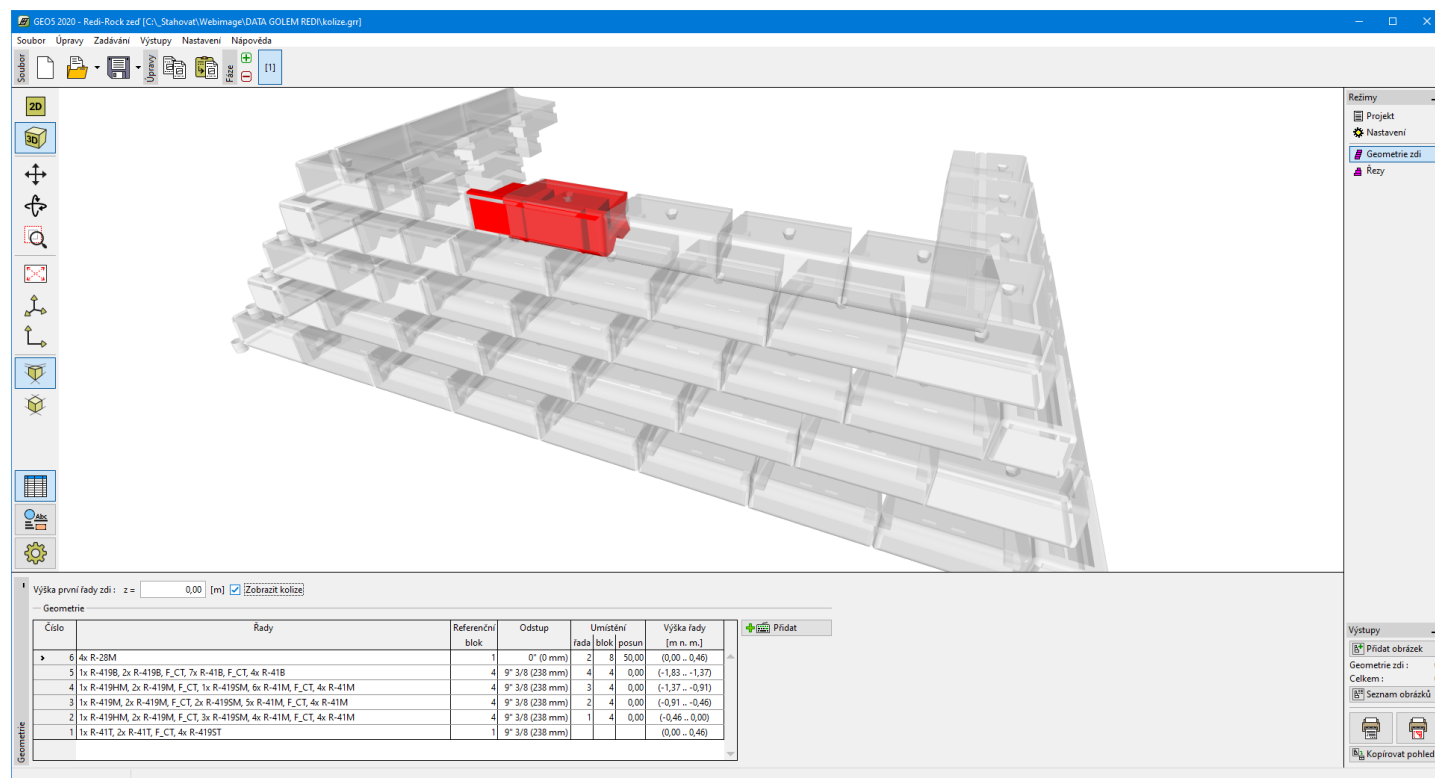 GEO5 2020 - Redi-Rock zeď [C:\_Stahovat\Webimage\DATA GOLEM REDI\kolize.grr]
Soubor Úpravy Zadávání Výstupy Nastavení Nápověda
Soubor Úpravy Fáze [1]
2D
3D
Abc
Režimy
Projekt
Nastavení
Geometrie zdi
Řezy
Výška první řady zdi : z = 0,00 [m] Zobrazit kolize
Geometrie
Číslo Řady Referenční blok Odstup Umístění řada blok posun Výška řady [m n. m.]
6 4x R-28M 1 0" (0 mm) 2 8 50,00 (0,00 .. 0,46)
5 1x R-419B, 2x R-419B, F_CT, 7x R-41B, F_CT, 4x R-41B 4 9" 3/8 (238 mm) 4 4 0,00 (-1,83 .. -1,37)
4 1x R-419HM, 2x R-419M, F_CT, 1x R-419SM, 6x R-41M, F_CT, 4x R-41M 4 9" 3/8 (238 mm) 3 4 0,00 (-1,37 .. -0,91)
3 1x R-419M, 2x R-419M, F_CT, 2x R-419SM, 5x R-41M, F_CT, 4x R-41M 4 9" 3/8 (238 mm) 2 4 0,00 (-0,91 .. -0,46)
2 1x R-419HM, 2x R-419M, F_CT, 3x R-419SM, 4x R-41M, F_CT, 4x R-41M 4 9" 3/8 (238 mm) 1 4 0,00 (-0,46 .. 0,00)
1 1x R-41T, 2x R-41T, F_CT, 4x R-419ST 1 9" 3/8 (238 mm) (0,00 .. 0,46)
Přidat
Geometrie
Výstupy
Přidat obrázek
Geometrie zdi :
Celkem :
Seznam obrázků
Kopírovat pohled